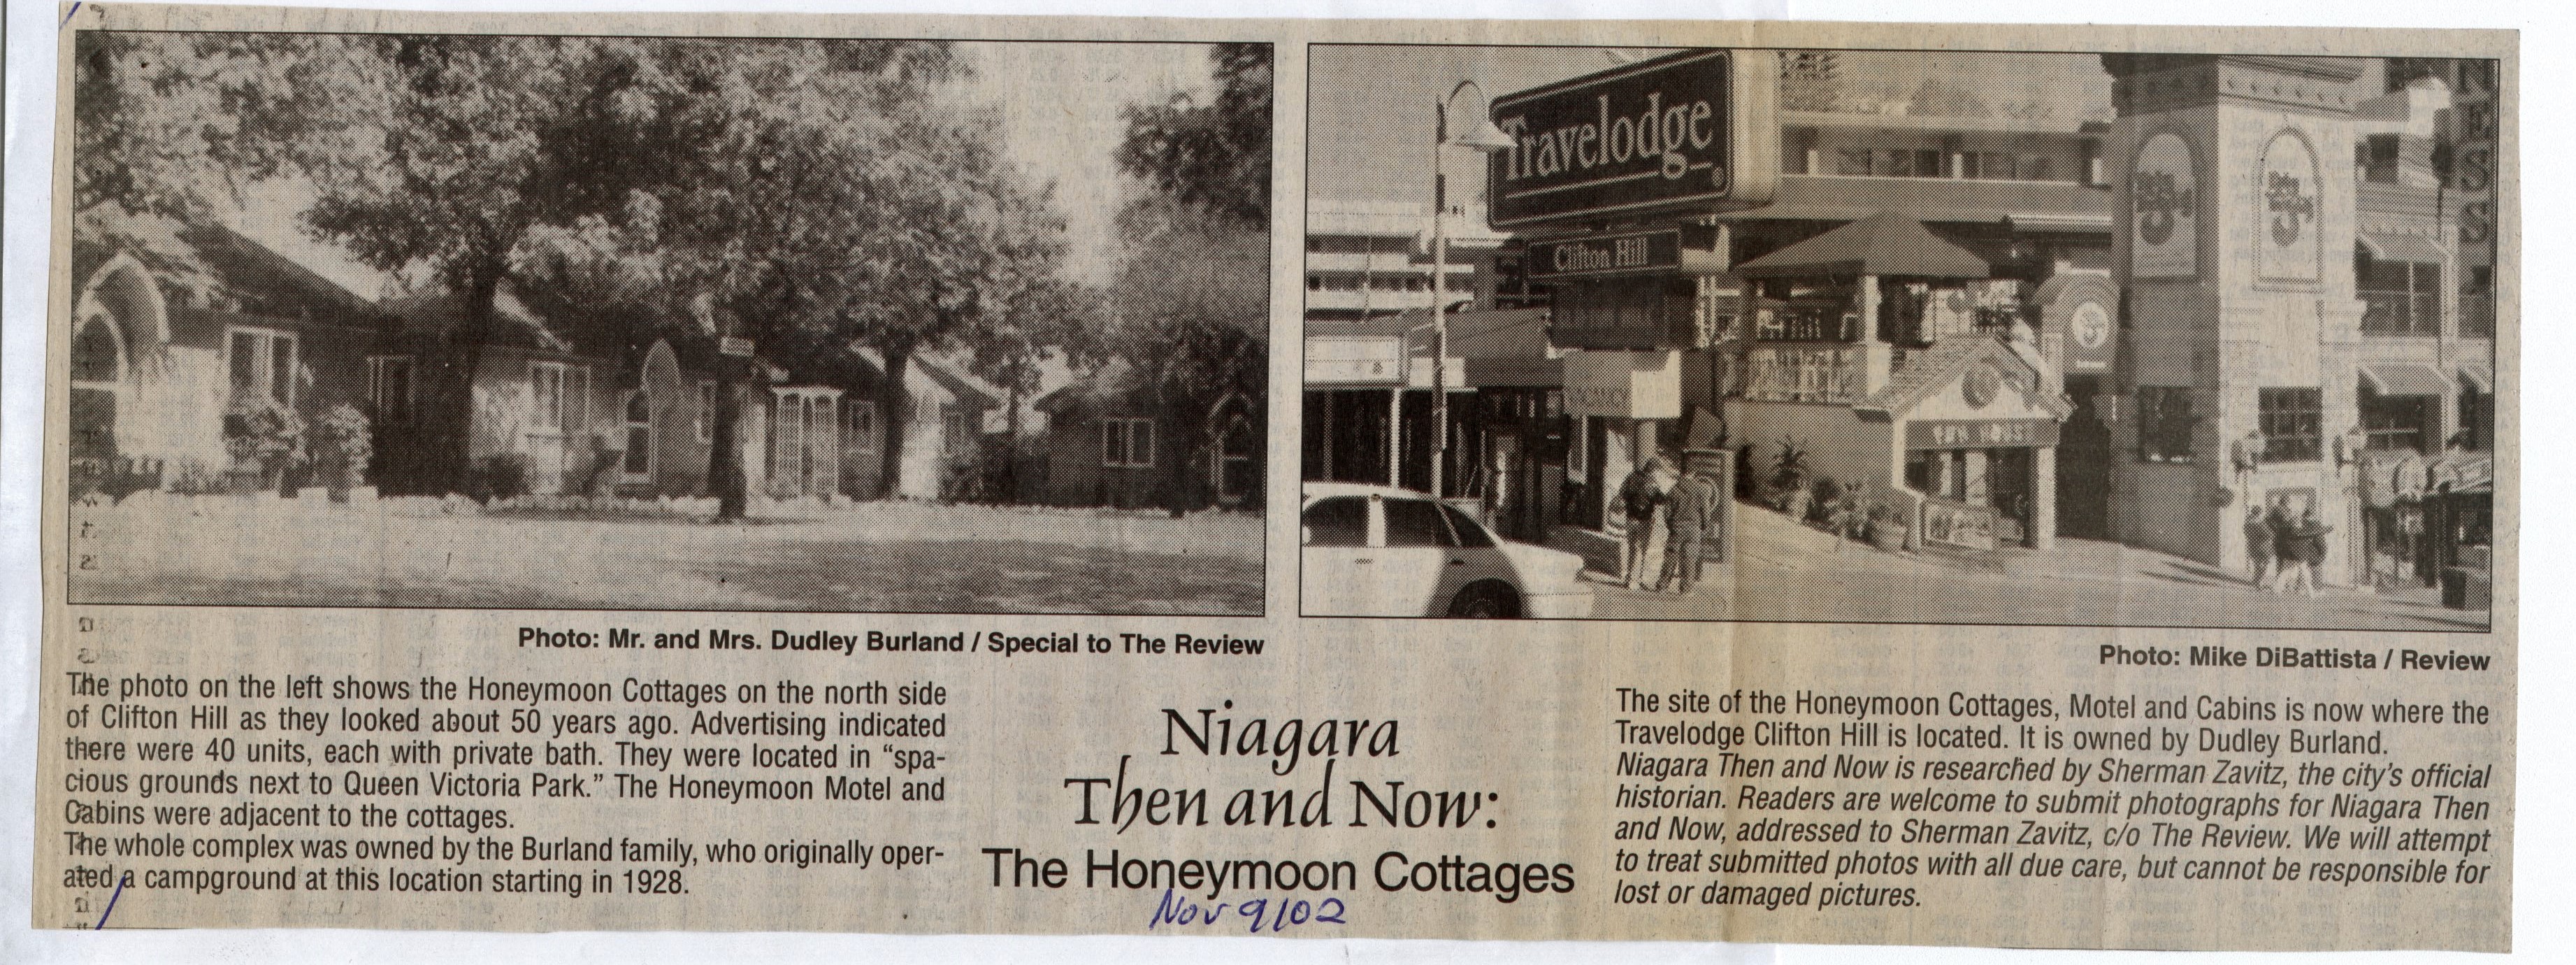 Travelodge
Clifton Hill
Photo: Mr. and Mrs. Dudley Burland / Special to The Review
Photo: Mike DiBattista / Review
The photo on the left shows the Honeymoon Cottages on the north side
of Clifton Hill as they looked about 50 years ago. Advertising indicated
there were 40 units, each with private bath. They were located in “spa-
cious grounds next to Queen Victoria Park.” The Honeymoon Motel and
Cabins were adjacent to the cottages.
The whole complex was owned by the Burland family, who originally oper-
ated a campground at this location starting in 1928.
Niagara
Then and Now:
The Honeymoon Cottages
Nov 9/02
The site of the Honeymoon Cottages, Motel and Cabins is now where the
Travelodge Clifton Hill is located. It is owned by Dudley Burland.
Niagara Then and Now is researched by Sherman Zavitz, the city’s official
historian. Readers are welcome to submit photographs for Niagara Then
and Now, addressed to Sherman Zavitz, c/o The Review. We will attempt
to treat submitted photos with all due care, but cannot be responsible for
lost or damaged pictures.